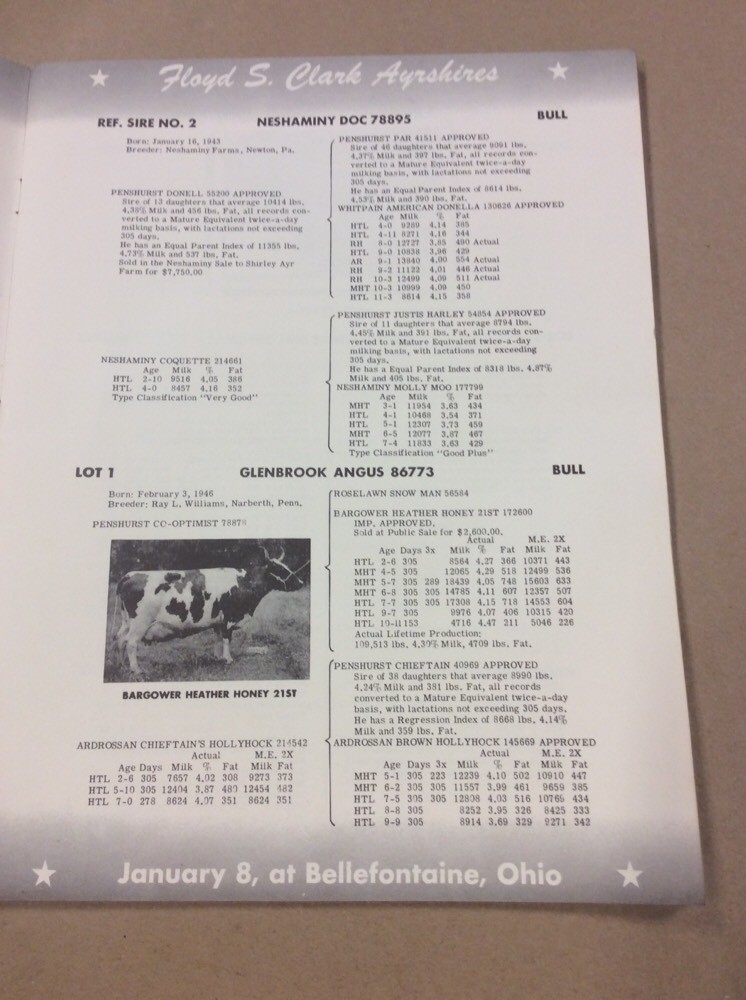 Floyd S. Clark Ayrshires
REF. SIRE NO. 2 NESHAMINY DOC 78895 BULL
Born: January 16, 1943
Breeder: Neshaminy Farms, Newton, Pa.
PENSHURST DONELL 55200 APPROVED
Sire of 13 daughters that average 10414 lbs.
4.38% Milk and 456 lbs. Fat, all records con-
verted to a Mature Equivalent twice-a-day
milking basis, with lactations not exceeding
305 days.
He has an Equal Parent Index of 11355 lbs.
4.73% Milk and 537 lbs. Fat.
Sold in the Neshaminy Sale to Shirley Ayr
Farm for $7,750.00
PENSHURST PAR 41511 APPROVED
Sire of 46 daughters that average 9091 lbs.
4.37% Milk and 397 lbs. Fat, all records con-
verted to a Mature Equivalent twice-a-day
milking basis, with lactations not exceeding
305 days.
He has an Equal Parent Index of 8614 lbs.
4.53% Milk and 390 lbs. Fat.
WHITPAIN AMERICAN DONELLA 130626 APPROVED
Age Milk % Fat
HTL 4-0 9289 4.14 385
HTL 4-11 8271 4.16 344
RH 8-0 12727 3.85 490 Actual
HTL 9-0 10838 3.96 429
AR 9-1 13840 4.00 554 Actual
RH 9-2 11122 4.01 446 Actual
RH 10-3 12499 4.09 511 Actual
MHT 10-3 10999 4.09 450
HTL 11-3 8614 4.15 358
NESHAMINY COQUETTE 214661
Age Milk % Fat
HTL 2-10 9516 4.05 386
HTL 4-0 8457 4.16 352
Type Classification "Very Good"
PENSHURST JUSTIS HARLEY 54854 APPROVED
Sire of 11 daughters that average 8794 lbs.
4.45% Milk and 391 lbs. Fat, all records con-
verted to a Mature Equivalent twice-a-day
milking basis, with lactations not exceeding
305 days.
He has a Equal Parent Index of 8318 lbs. 4.87%
Milk and 405 lbs. Fat.
NESHAMINY MOLLY MOO 177799
Age Milk % Fat
MHT 3-1 11954 3.63 434
HTL 4-1 10468 3.54 371
HTL 5-1 12307 3.73 459
MHT 6-5 12077 3.87 467
HTL 7-4 11833 3.63 429
Type Classification "Good Plus"
LOT 1 GLENBROOK ANGUS 86773 BULL
Born: February 3, 1946
Breeder: Ray L. Williams, Narberth, Penn.
PENSHURST CO-OPTIMIST
BARGOWER HEATHER HONEY 21ST
ROSELAWN SNOW MAN 56584
BARGOWER HEATHER HONEY 21ST 172600
IMP. APPROVED.
Sold at Public Sale for $2,600.00.
Actual M.E. 2X
Age Days 3x Milk % Fat Milk Fat
HTL 2-6 305 8564 4.27 366 10371 443
MHT 4-5 305 12065 4.29 518 12499 536
MHT 5-7 305 289 18439 4.05 748 15603 633
MHT 6-8 305 305 14785 4.11 607 12357 507
HTL 7-7 305 305 17308 4.15 718 14553 604
HTL 9-7 305 9976 4.07 406 10315 420
HTL 10-11 153 4716 4.47 211 5046 226
Actual Lifetime Production:
109,513 lbs. 4.30% Milk, 4709 lbs. Fat.
ARDROSSAN CHIEFTAIN'S HOLLYHOCK 214542
Actual M.E. 2X
Age Days Milk % Fat Milk Fat
HTL 2-6 305 7657 4.02 308 9273 373
HTL 5-10 305 12404 3.87 480 12454 482
HTL 7-0 278 8624 4.07 351 8624 351
PENSHURST CHIEFTAIN 40969 APPROVED
Sire of 38 daughters that average 8990 lbs.
4.24% Milk and 381 lbs. Fat, all records
converted to a Mature Equivalent twice-a-day
basis, with lactations not exceeding 305 days.
He has a Regression Index of 8668 lbs. 4.14%
Milk and 359 lbs. Fat.
ARDROSSAN BROWN HOLLYHOCK 145669 APPROVED
Actual M.E. 2X
Age Days 3x Milk % Fat Milk Fat
MHT 5-1 305 223 12239 4.10 502 10910 447
MHT 6-2 305 305 11557 3.99 461 9659 385
HTL 7-5 305 305 12808 4.03 516 10765 434
HTL 8-8 305 8252 3.95 326 8425 333
HTL 9-9 305 8914 3.69 329 9271 342
January 8, at Bellefontaine, Ohio